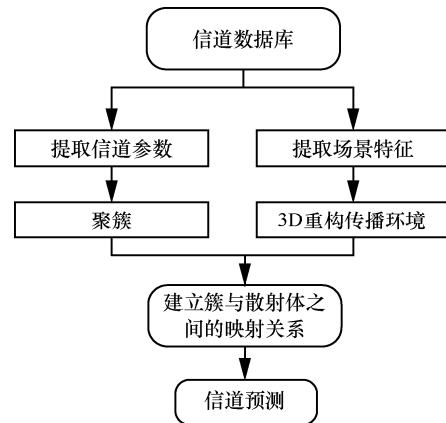 信道数据库
提取信道参数
提取场景特征
聚簇
3D重构传播环境
建立簇与散射体之
间的映射关系
信道预测